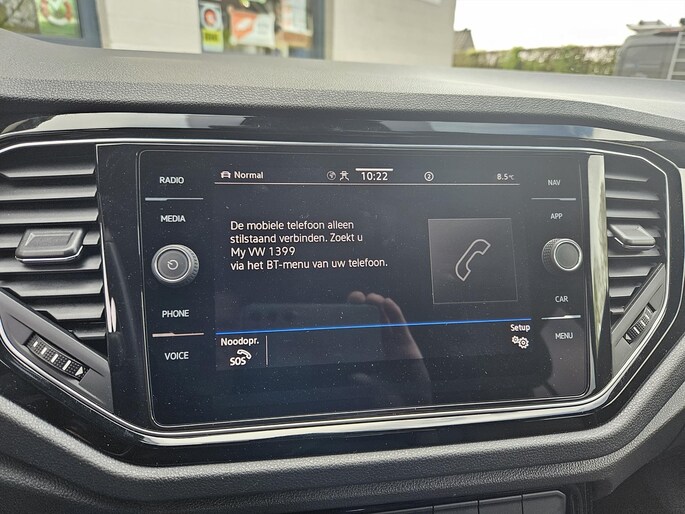 RADIO
MEDIA
PHONE
VOICE
Normal
10:22
2
8.5°C
De mobiele telefoon alleen
stilstaand verbinden. Zoekt u
My VW 1399
via het BT-menu van uw telefoon.
Noodopr.
SOS
Setup
NAV
APP
CAR
MENU